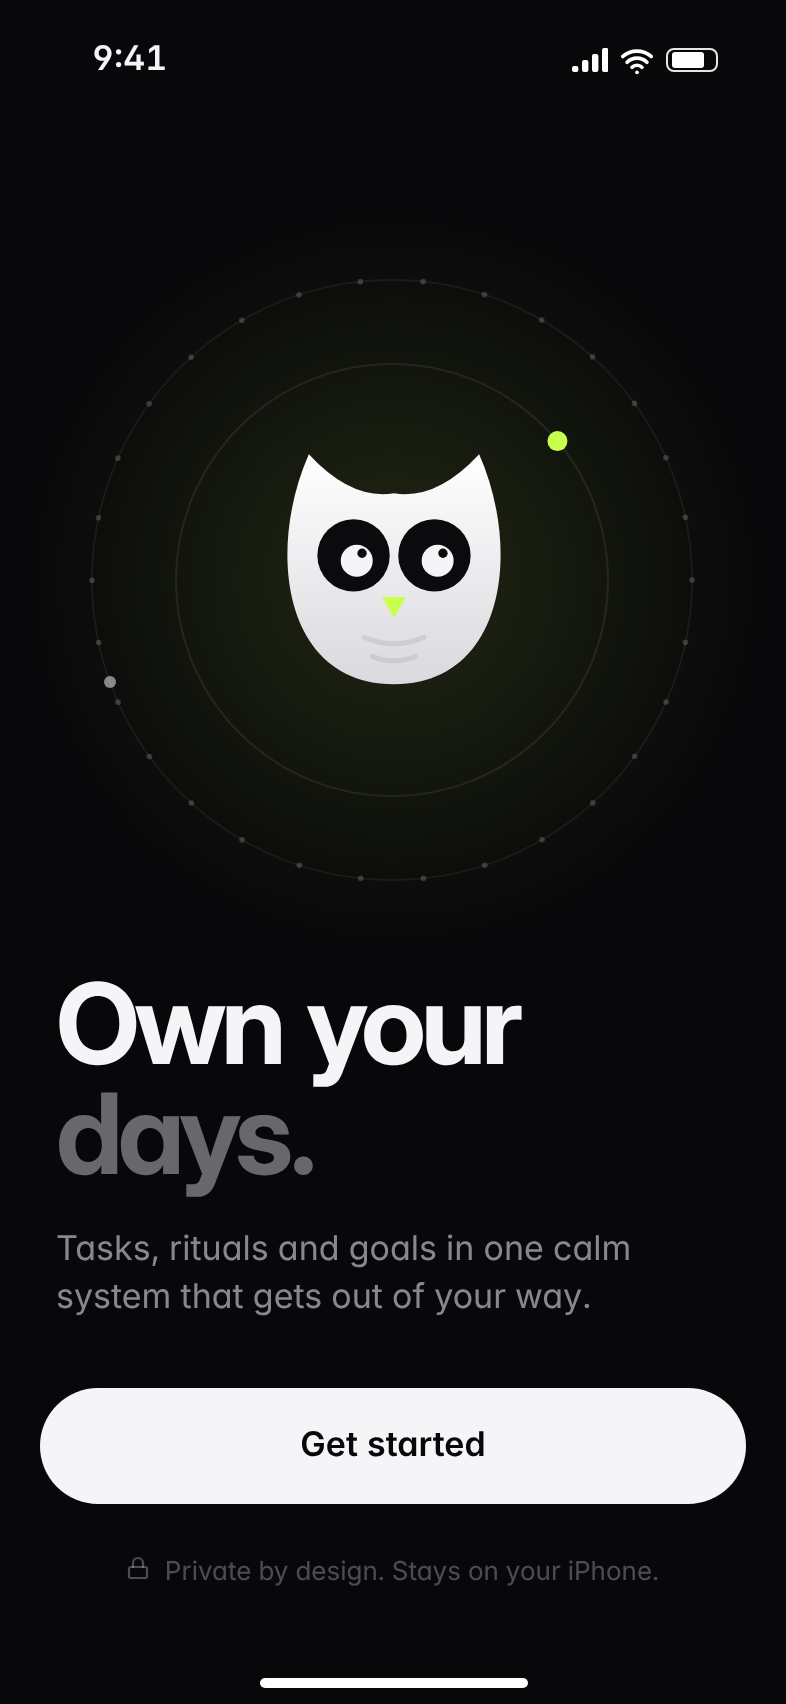 9:41
Own your
days.
Tasks, rituals and goals in one calm
system that gets out of your way.
Get started
Private by design. Stays on your iPhone.